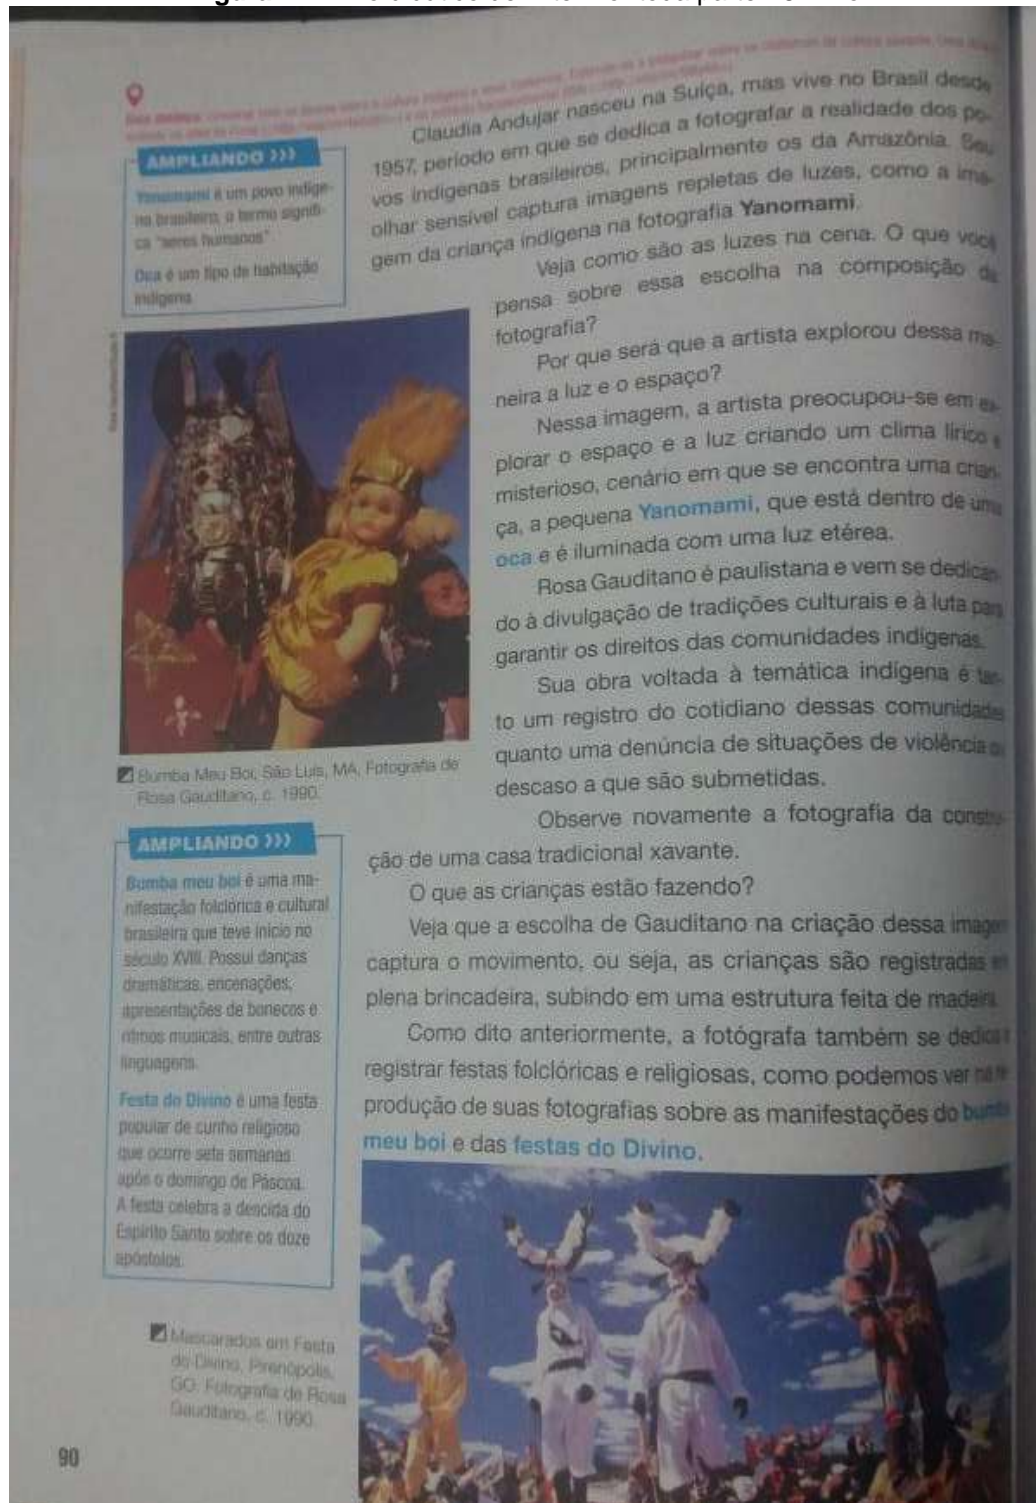 Claudia Andujar nasceu na Suíça, mas vive no Brasil desde
1957, período em que se dedica a fotografar a realidade dos po-
vos indígenas brasileiros, principalmente os da Amazônia. Seu
olhar sensível captura imagens repletas de luzes, como a ima-
gem da criança indígena na fotografia Yanomami.
AMPLIANDO >>>
Yanomami é um povo indíge-
na brasileiro, o termo signifi-
ca "seres humanos"
Oca é um tipo de habitação
indígena.
Veja como são as luzes na cena. O que você
pensa sobre essa escolha na composição da
fotografia?
Por que será que a artista explorou dessa ma-
neira a luz e o espaço?
Nessa imagem, a artista preocupou-se em ex-
plorar o espaço e a luz criando um clima lírico e
misterioso, cenário em que se encontra uma crian-
ça, a pequena Yanomami, que está dentro de uma
oca e é iluminada com uma luz etérea.
Rosa Gauditano é paulistana e vem se dedican-
do à divulgação de tradições culturais e à luta para
garantir os direitos das comunidades indígenas.
Sua obra voltada à temática indígena é tan-
to um registro do cotidiano dessas comunidades
quanto uma denúncia de situações de violência ou
descaso a que são submetidas.
Bumba Meu Boi, São Luís, MA, Fotografia de
Rosa Gauditano, c. 1990.
Observe novamente a fotografia da constru-
ção de uma casa tradicional xavante.
O que as crianças estão fazendo?
Veja que a escolha de Gauditano na criação dessa imagem
captura o movimento, ou seja, as crianças são registradas em
plena brincadeira, subindo em uma estrutura feita de madeira.
Como dito anteriormente, a fotógrafa também se dedica a
registrar festas folclóricas e religiosas, como podemos ver na re-
produção de suas fotografias sobre as manifestações do bumba
meu boi e das festas do Divino.
AMPLIANDO >>>
Bumba meu boi é uma ma-
nifestação folclórica e cultural
brasileira que teve início no
século XVIII. Possui danças
dramáticas, encenações,
apresentações de bonecos e
ritmos musicais, entre outras
linguagens.
Festa do Divino é uma festa
popular de cunho religioso
que ocorre sete semanas
após o domingo de Páscoa.
A festa celebra a descida do
Espírito Santo sobre os doze
apóstolos.
Mascarados em Festa
do Divino, Pirenópolis,
GO. Fotografia de Rosa
Gauditano, c. 1990.
90